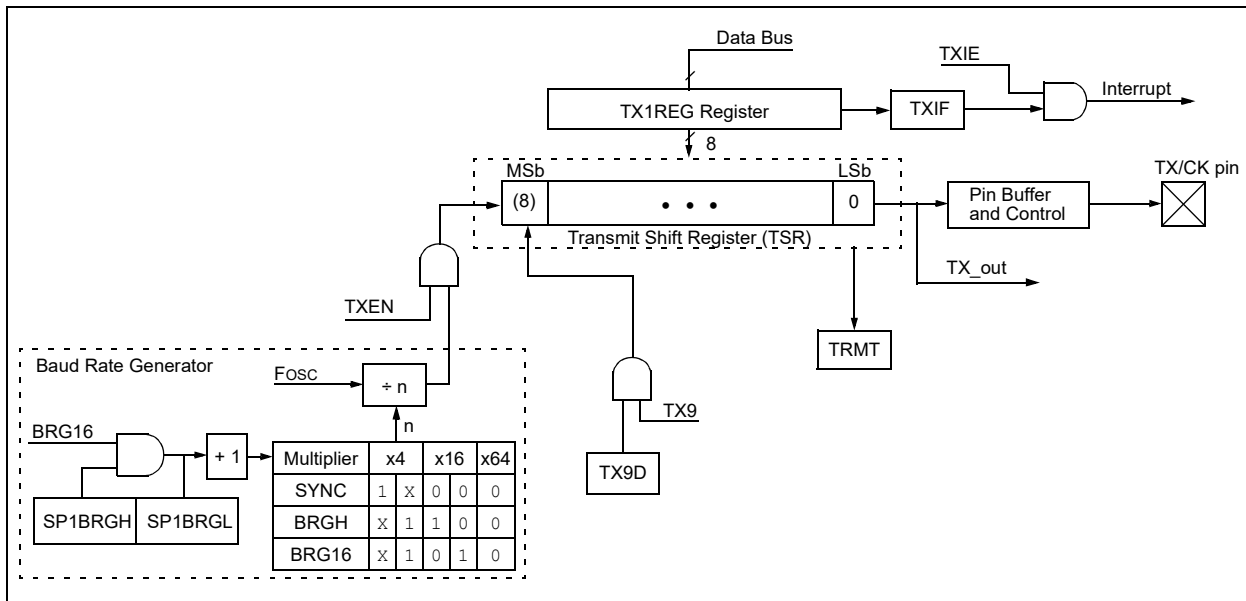 Data Bus
TXIE
Interrupt
TX1REG Register
TXIF
8
MSb
LSb
TX/CK pin
(8)
• • •
0
Pin Buffer
and Control
Transmit Shift Register (TSR)
TX_out
TXEN
TRMT
Baud Rate Generator
FOSC
÷ n
TX9
n
BRG16
+ 1
Multiplier x4 x16 x64
TX9D
SYNC 1 X 0 0 0
SP1BRGH SP1BRGL
BRGH X 1 1 0 0
BRG16 X 1 0 1 0